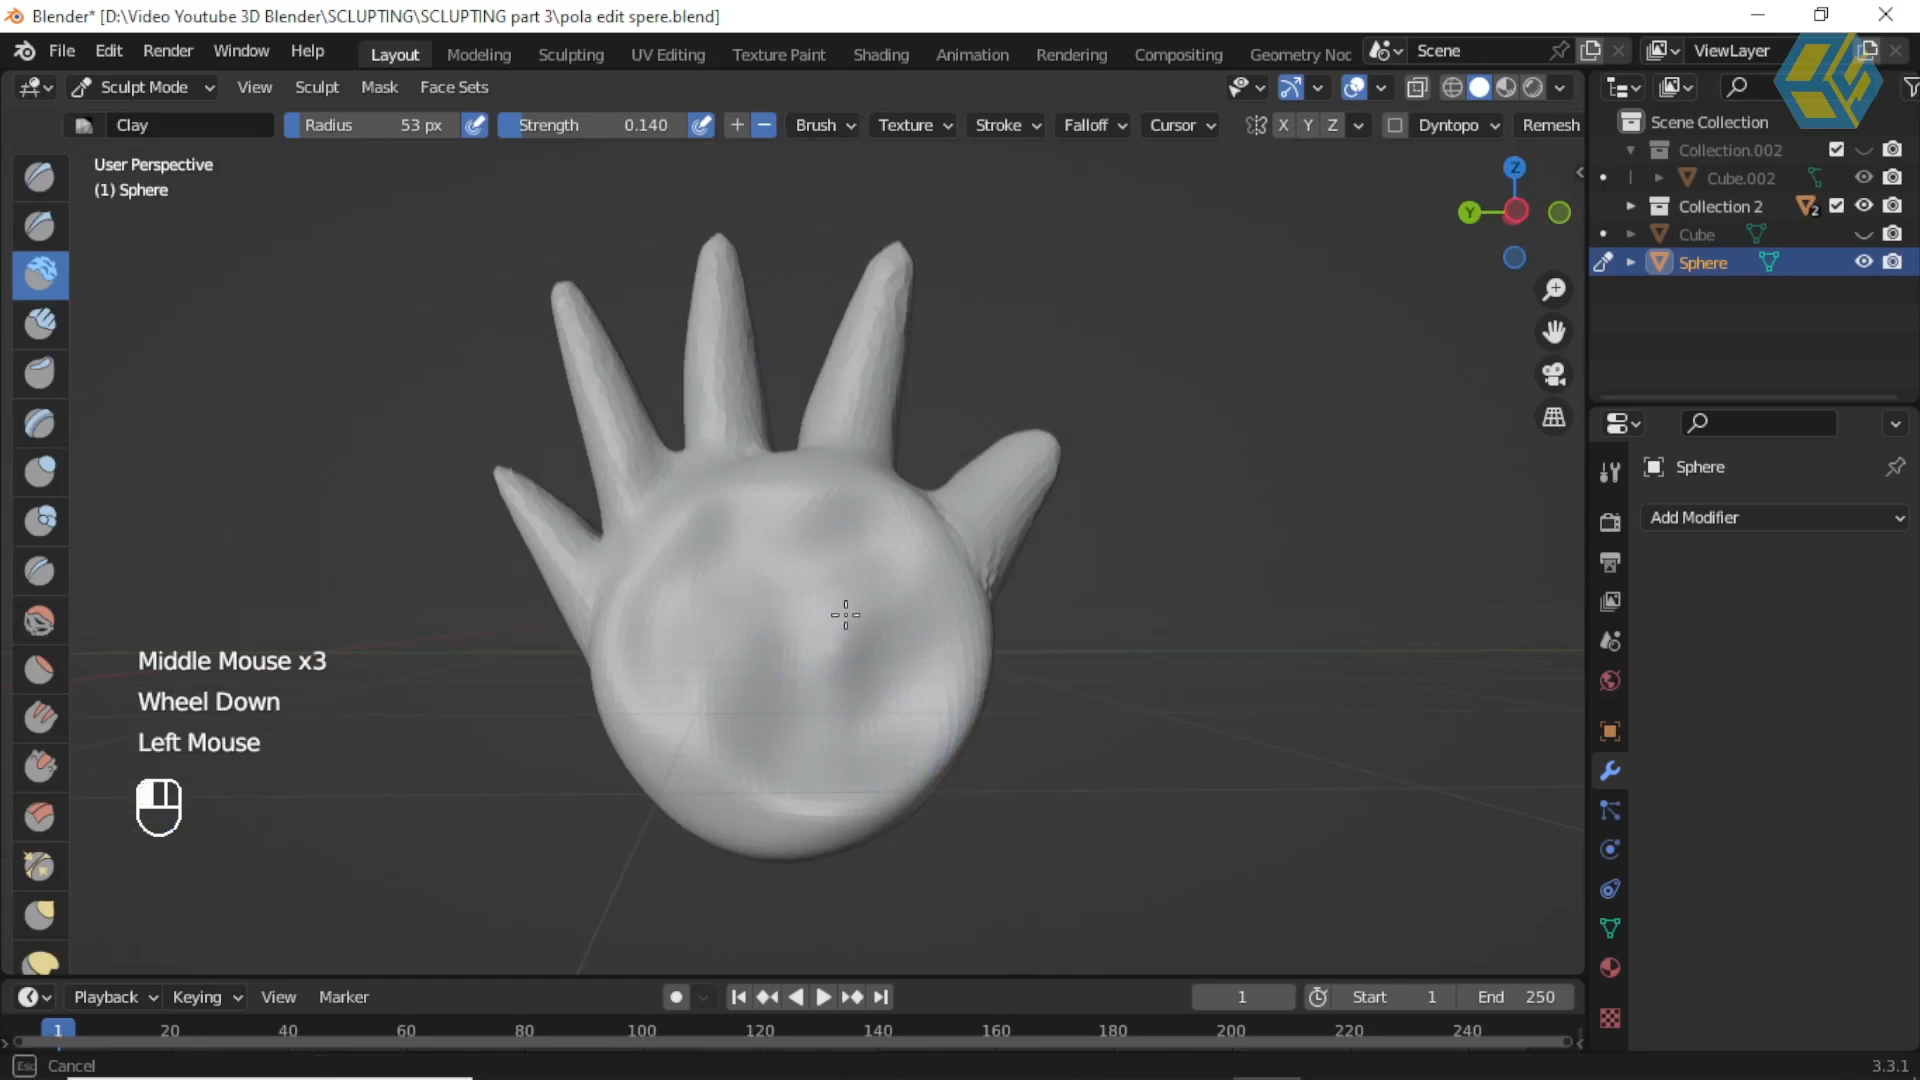 Blender* [D:\Video Youtube 3D Blender\SCLUPTING\SCLUPTING part 3\pola edit spere.blend]
File Edit Render Window Help Layout Modeling Sculpting UV Editing Texture Paint Shading Animation Rendering Compositing Geometry Noc Scene ViewLayer
Sculpt Mode View Sculpt Mask Face Sets
Clay Radius 53 px Strength 0.140 Brush Texture Stroke Falloff Cursor X Y Z Dyntopo Remesh
User Perspective
(1) Sphere
Z
Y
Scene Collection
Collection.002
Cube.002
Collection 2 2
Cube
Sphere
Sphere
Add Modifier
Middle Mouse x3
Wheel Down
Left Mouse
Playback Keying View Marker 1 Start 1 End 250
1 20 40 60 80 100 120 140 160 180 200 220 240
Esc Cancel 3.3.1